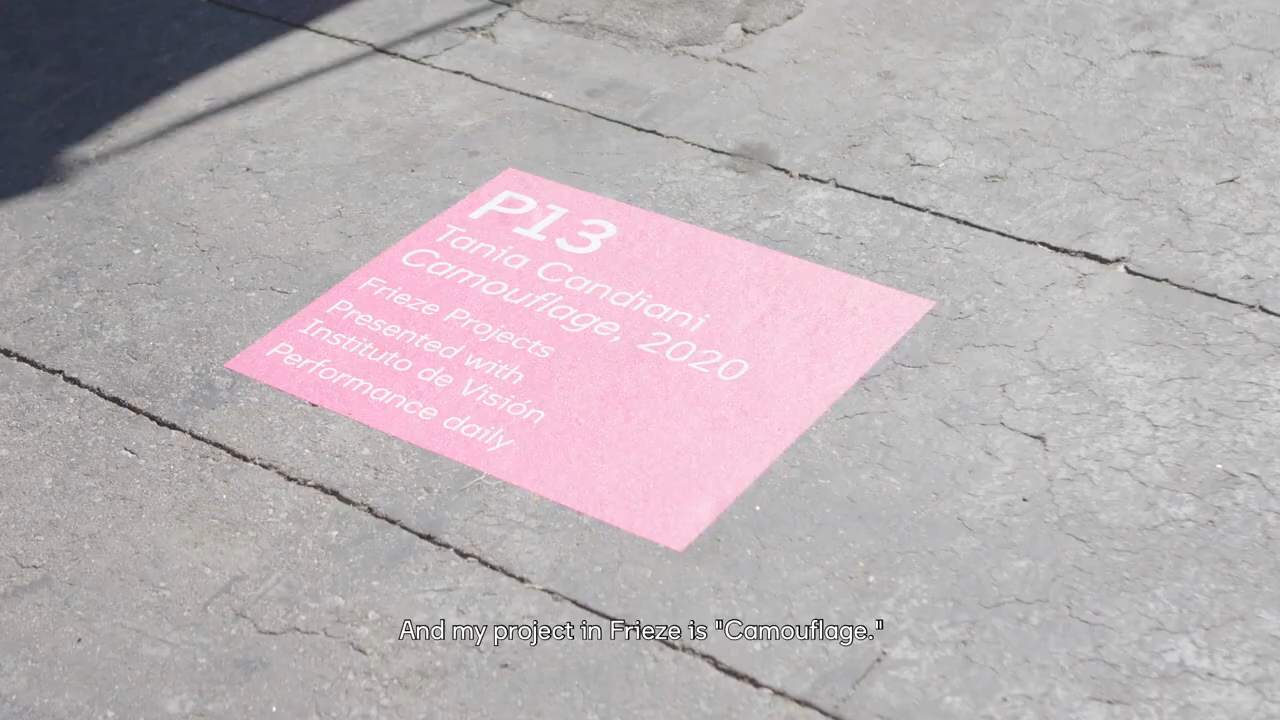 P13
Tania Candiani
Camouflage, 2020
Frieze Projects
Presented with
Instituto de Visión
Performance daily
And my project in Frieze is "Camouflage."